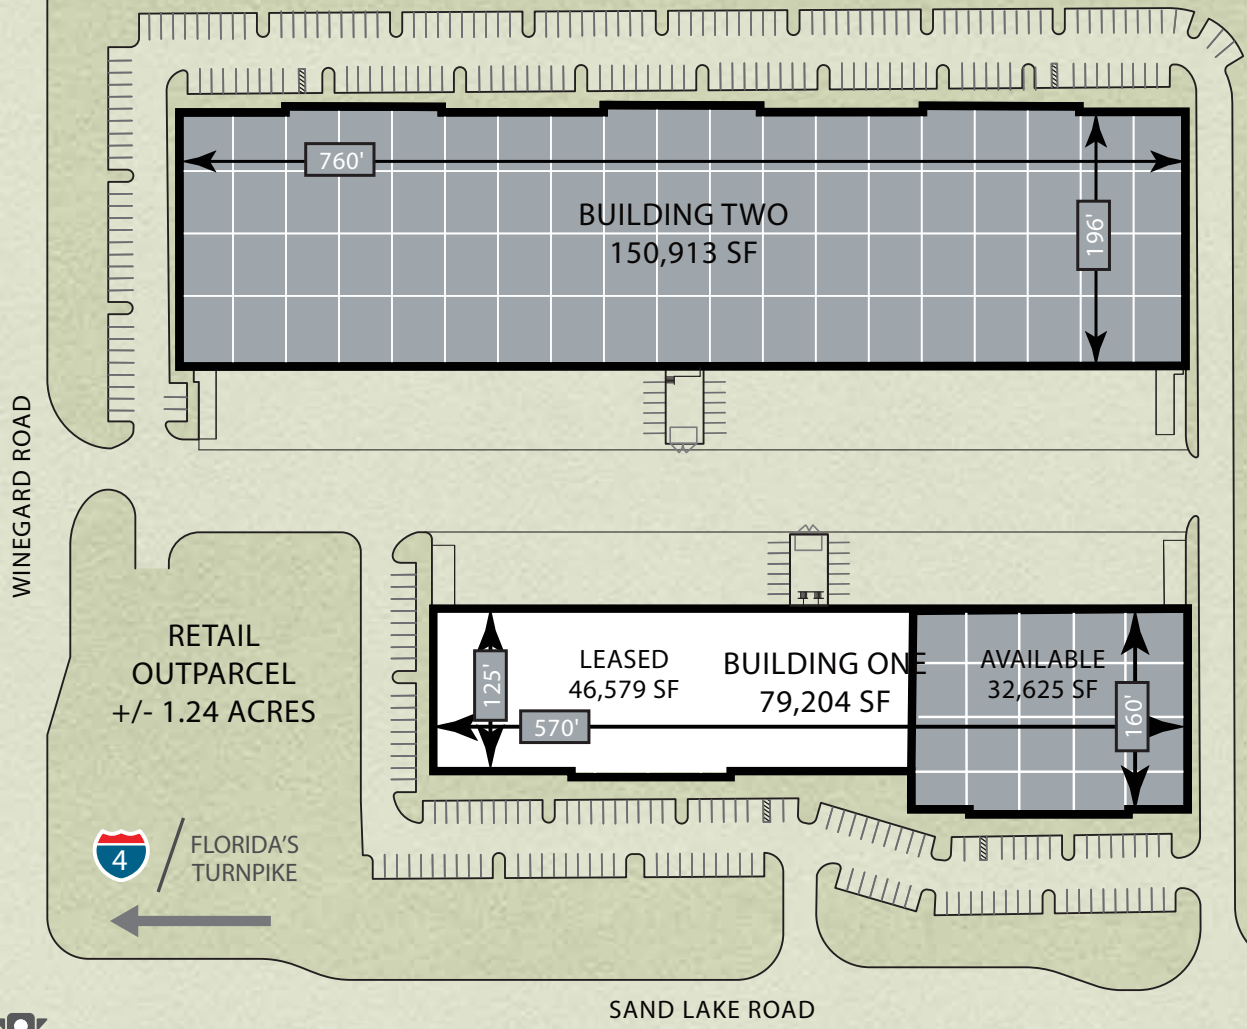 760'
196'
BUILDING TWO
150,913 SF
WINEGARD ROAD
RETAIL
OUTPARCEL
+/- 1.24 ACRES
125'
LEASED
46,579 SF
BUILDING ONE
79,204 SF
AVAILABLE
32,625 SF
570'
160'
4
FLORIDA'S
TURNPIKE
SAND LAKE ROAD